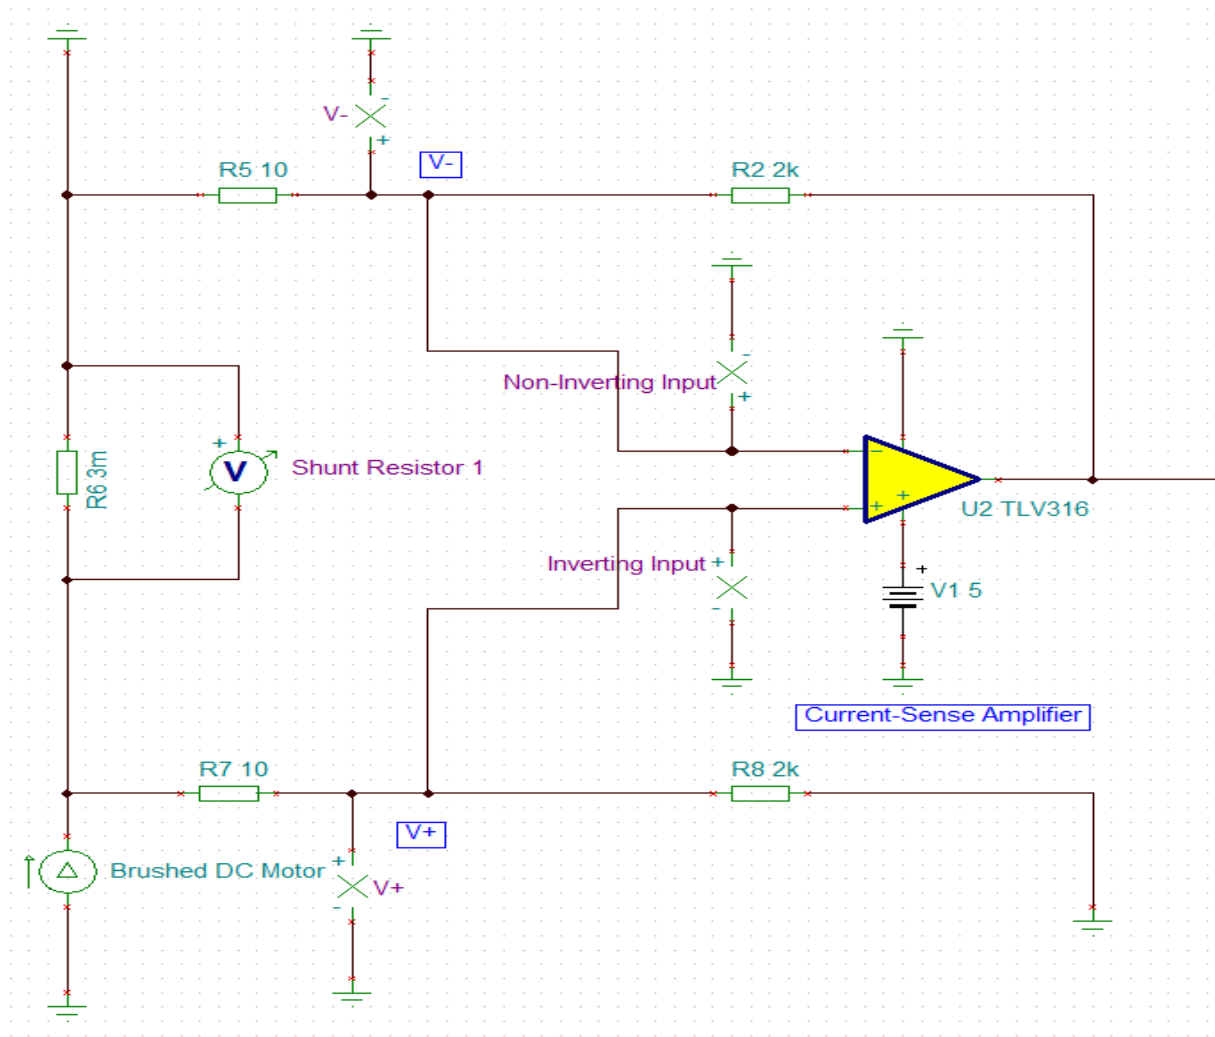 V-
-
+
R5 10
V-
R2 2k
Non-Inverting Input
-
+
+
V
Shunt Resistor 1
R6 3m
-
+
+
U2 TLV316
Inverting Input
+
-
+
V1 5
Current-Sense Amplifier
R7 10
R8 2k
V+
Brushed DC Motor
+
V+
-